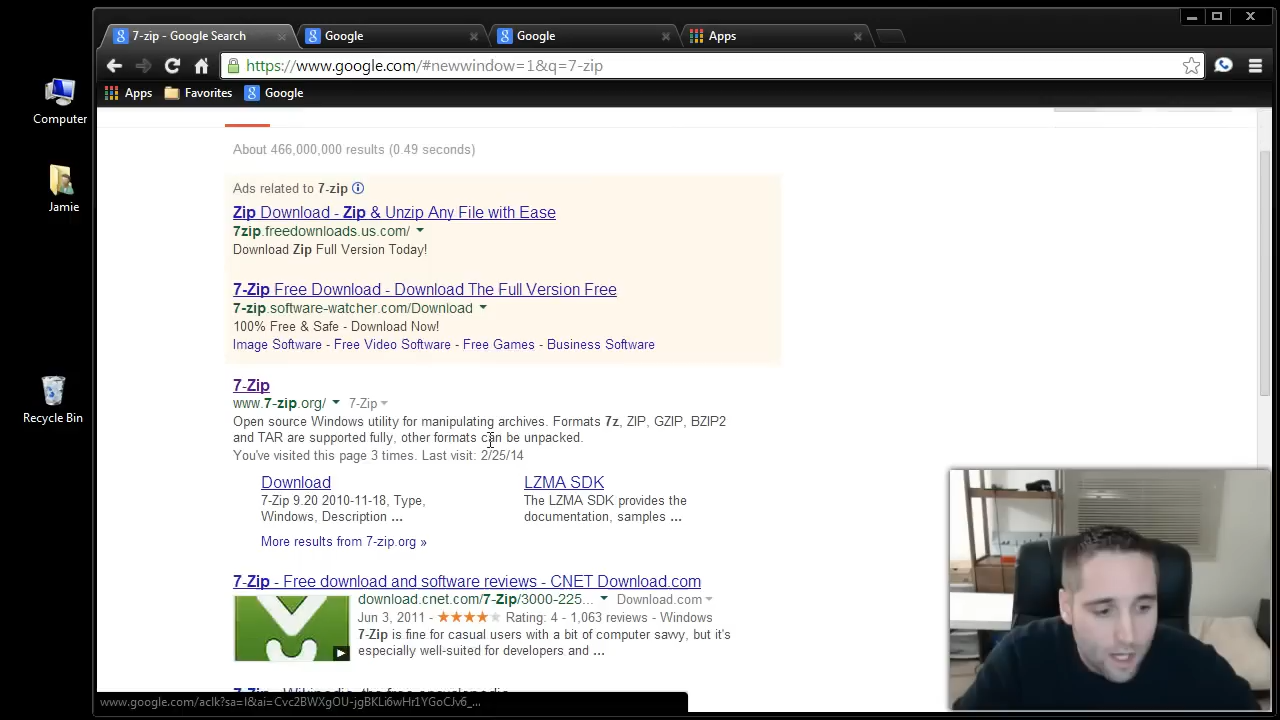 7-zip - Google Search
Google
Google
Apps
https://www.google.com/#newwindow=1&q=7-zip
Apps
Favorites
Google
Computer
Jamie
Recycle Bin
About 466,000,000 results (0.49 seconds)
Ads related to 7-zip
Zip Download - Zip & Unzip Any File with Ease
7zip.freedownloads.us.com/
Download Zip Full Version Today!
7-Zip Free Download - Download The Full Version Free
7-zip.software-watcher.com/Download
100% Free & Safe - Download Now!
Image Software - Free Video Software - Free Games - Business Software
7-Zip
www.7-zip.org/ 7-Zip
Open source Windows utility for manipulating archives. Formats 7z, ZIP, GZIP, BZIP2
and TAR are supported fully, other formats can be unpacked.
You've visited this page 3 times. Last visit: 2/25/14
Download
7-Zip 9.20 2010-11-18, Type,
Windows, Description ...
LZMA SDK
The LZMA SDK provides the
documentation, samples ...
More results from 7-zip.org »
7-Zip - Free download and software reviews - CNET Download.com
download.cnet.com/7-Zip/3000-225... Download.com
Jun 3, 2011 - Rating: 4 - 1,063 reviews - Windows
7-Zip is fine for casual users with a bit of computer savvy, but it's
especially well-suited for developers and ...
7-Zip - Wikipedia, the free encyclopedia